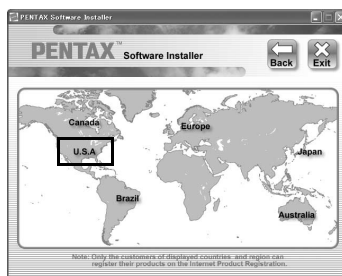 PENTAX Software Installer
PENTAX™ Software Installer
Back Exit
Canada
Europe
U.S.A
Japan
Brazil
Australia
Note: Only the customers of displayed countries and region can
register their products on the Internet Product Registration.